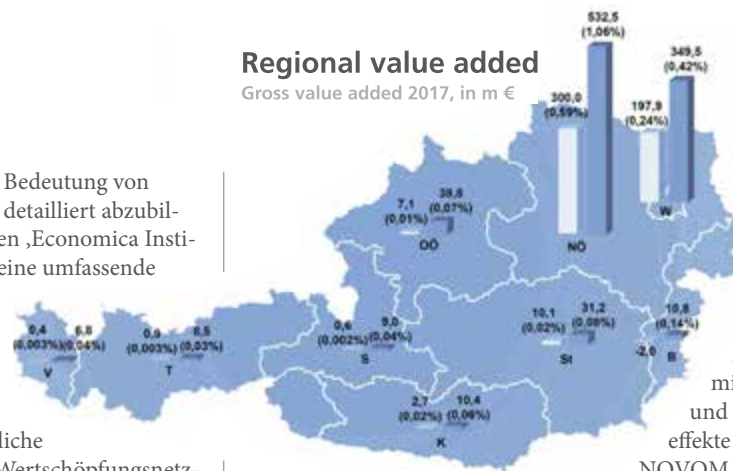 Regional value added
Gross value added 2017, in m €
532,5
(1,06%)
300,0
(0,59%)
349,5
(0,42%)
197,9
(0,24%)
W
NÖ
7,1
(0,01%)
39,8
(0,07%)
OÖ
0,4
(0,003%)
6,8
(0,04%)
V
0,9
(0,003%)
8,5
(0,03%)
T
0,6
(0,002%)
9,0
(0,04%)
S
10,1
(0,02%)
31,2
(0,08%)
St
-2,0
10,8
(0,14%)
B
2,7
(0,02%)
10,4
(0,06%)
K
Bedeutung von
detailliert abzubil-
en ‚Economica Insti-
eine umfassende
liche
Wertschöpfungsnetz-
mi
und
effekte
NOVOM